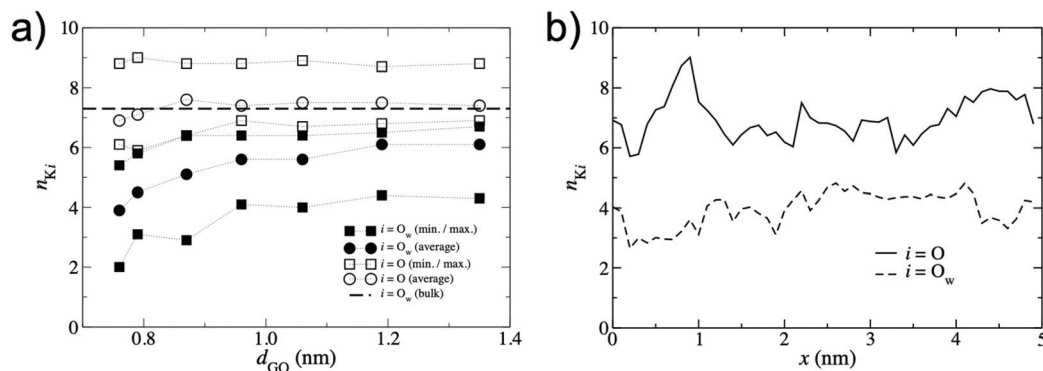 a)
10
8
6
4
2
0
n_Ki
0.8 1.0 1.2 1.4
d_GO (nm)
i = O_w (min. / max.)
i = O_w (average)
i = O (min. / max.)
i = O (average)
i = O_w (bulk)
b)
10
8
6
4
2
0
n_Ki
0 1 2 3 4 5
x (nm)
i = O
i = O_w